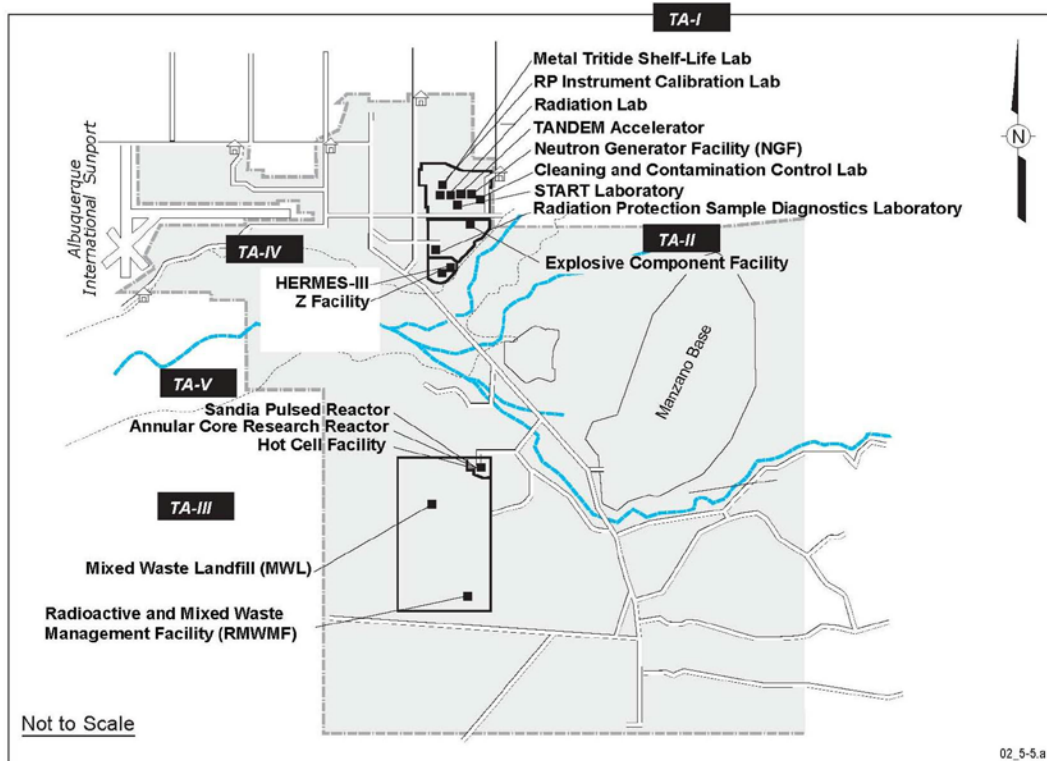 TA-I
Metal Tritide Shelf-Life Lab
RP Instrument Calibration Lab
Radiation Lab
TANDEM Accelerator
Neutron Generator Facility (NGF)
Cleaning and Contamination Control Lab
START Laboratory
Radiation Protection Sample Diagnostics Laboratory
N
Albuquerque
International Sunport
TA-IV
TA-II
Explosive Component Facility
HERMES-III
Z Facility
Manzano Base
TA-V
Sandia Pulsed Reactor
Annular Core Research Reactor
Hot Cell Facility
TA-III
Mixed Waste Landfill (MWL)
Radioactive and Mixed Waste
Management Facility (RMWMF)
Not to Scale
02_5-5.a